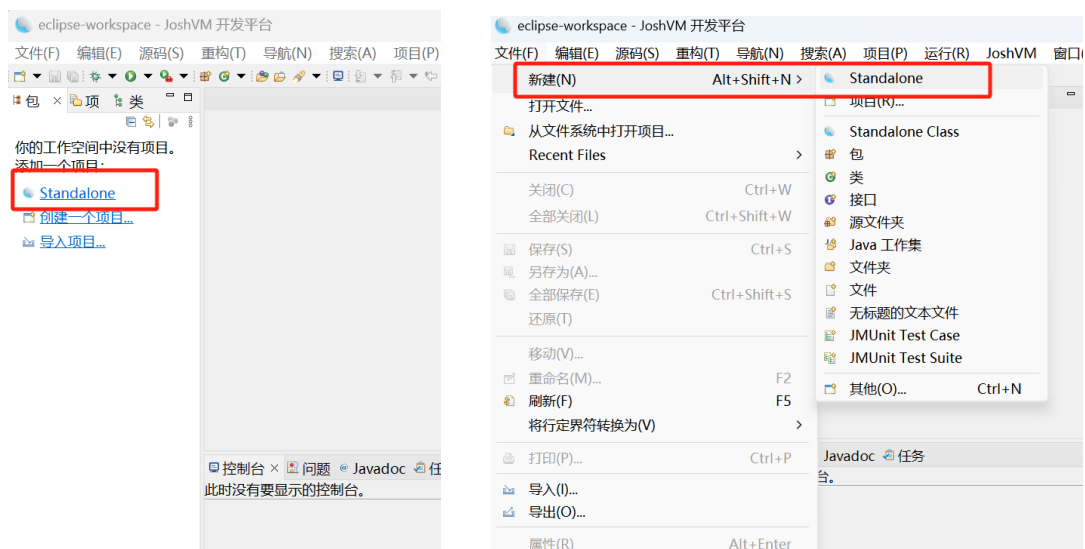 eclipse-workspace - JoshVM 开发平台
文件(F) 编辑(E) 源码(S) 重构(T) 导航(N) 搜索(A) 项目(P)
包 项 类
你的工作空间中没有项目。
添加一个项目:
Standalone
创建一个项目...
导入项目...
控制台 问题 Javadoc 任
此时没有要显示的控制台。
eclipse-workspace - JoshVM 开发平台
文件(F) 编辑(E) 源码(S) 重构(T) 导航(N) 搜索(A) 项目(P) 运行(R) JoshVM 窗口(
新建(N) Alt+Shift+N >
打开文件...
从文件系统中打开项目...
Recent Files >
关闭(C) Ctrl+W
全部关闭(L) Ctrl+Shift+W
保存(S) Ctrl+S
另存为(A)...
全部保存(E) Ctrl+Shift+S
还原(T)
移动(V)...
重命名(M)... F2
刷新(F) F5
将行定界符转换为(V) >
打印(P)... Ctrl+P
导入(I)...
导出(O)...
属性(R) Alt+Enter
Standalone
项目(R)...
Standalone Class
包
类
接口
源文件夹
Java 工作集
文件夹
文件
无标题的文本文件
JMUnit Test Case
JMUnit Test Suite
其他(O)... Ctrl+N
Javadoc 任务
台。